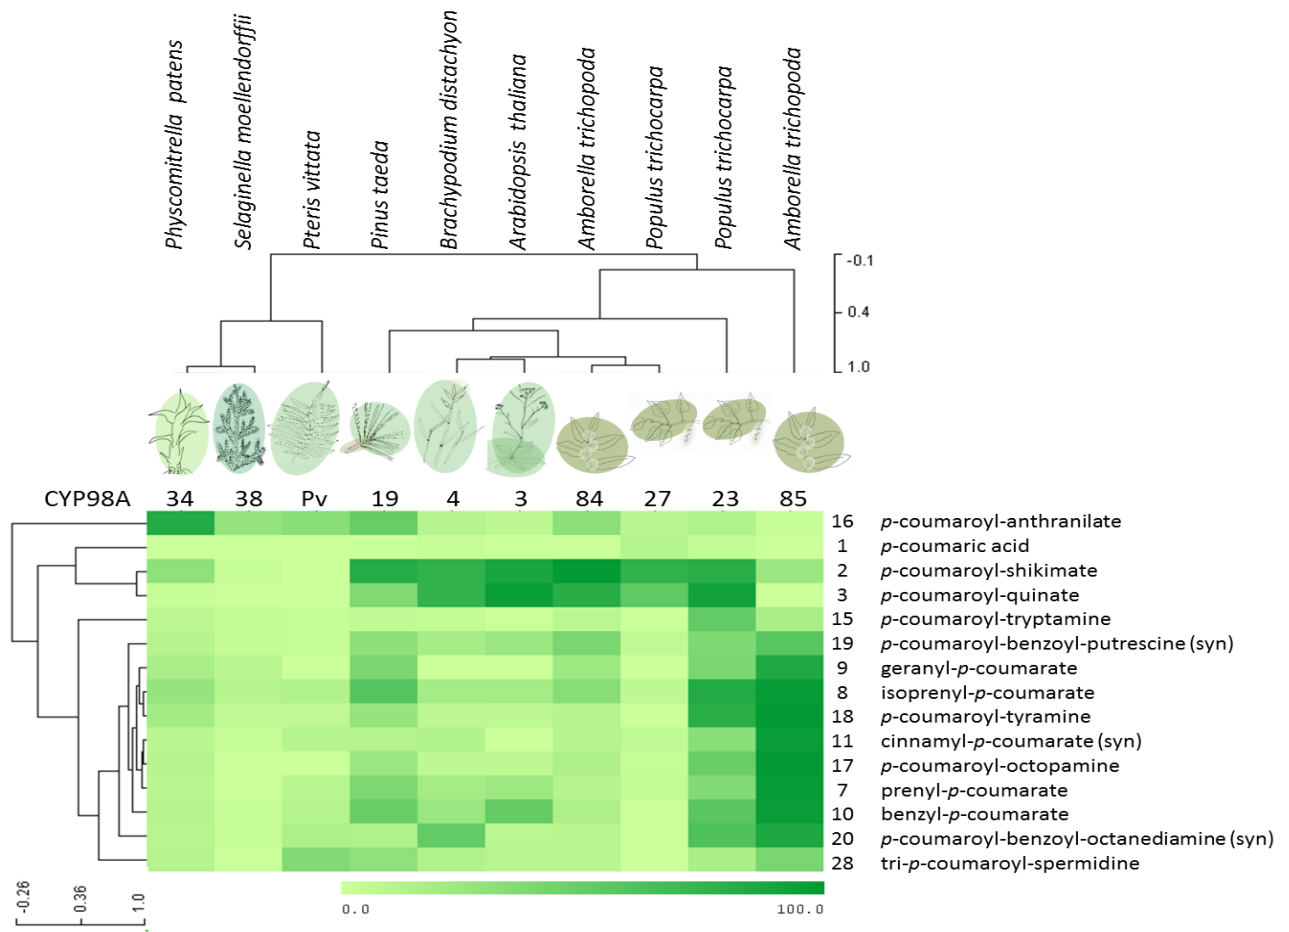 Physcomitrella patens
Selaginella moellendorffii
Pteris vittata
Pinus taeda
Brachypodium distachyon
Arabidopsis thaliana
Amborella trichopoda
Populus trichocarpa
Populus trichocarpa
Amborella trichopoda
-0.1
0.4
1.0
CYP98A 34 38 Pv 19 4 3 84 27 23 85
16 p-coumaroyl-anthranilate
1 p-coumaric acid
2 p-coumaroyl-shikimate
3 p-coumaroyl-quinate
15 p-coumaroyl-tryptamine
19 p-coumaroyl-benzoyl-putrescine (syn)
9 geranyl-p-coumarate
8 isoprenyl-p-coumarate
18 p-coumaroyl-tyramine
11 cinnamyl-p-coumarate (syn)
17 p-coumaroyl-octopamine
7 prenyl-p-coumarate
10 benzyl-p-coumarate
20 p-coumaroyl-benzoyl-octanediamine (syn)
28 tri-p-coumaroyl-spermidine
-0.26
0.36
1.0
0.0 100.0